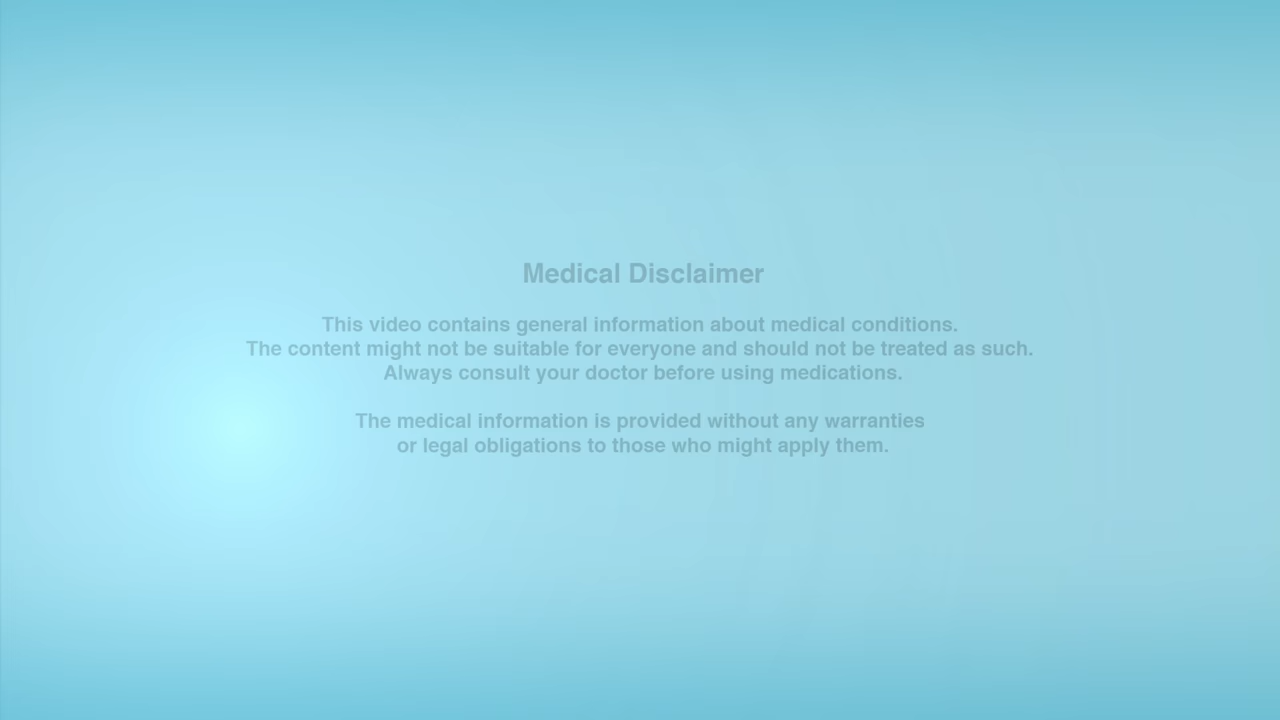 Medical Disclaimer
This video contains general information about medical conditions.
The content might not be suitable for everyone and should not be treated as such.
Always consult your doctor before using medications.
The medical information is provided without any warranties
or legal obligations to those who might apply them.